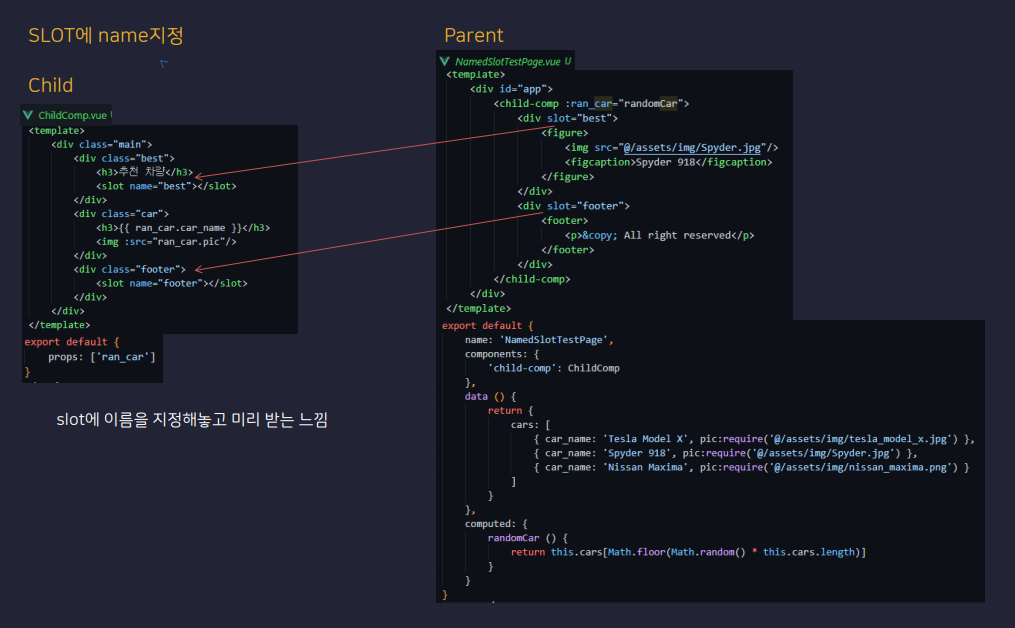 SLOT에 name지정
Child
ChildComp.vue
<template>
<div class="main">
<div class="best">
<h3>추천 차량</h3>
<slot name="best"></slot>
</div>
<div class="car">
<h3>{{ ran_car.car_name }}</h3>
<img :src="ran_car.pic"/>
</div>
<div class="footer">
<slot name="footer"></slot>
</div>
</div>
</template>
export default {
props: ['ran_car']
}
slot에 이름을 지정해놓고 미리 받는 느낌
Parent
NamedSlotTestPage.vue U
<template>
<div id="app">
<child-comp :ran_car="randomCar">
<div slot="best">
<figure>
<img src="@/assets/img/Spyder.jpg"/>
<figcaption>Spyder 918</figcaption>
</figure>
</div>
<div slot="footer">
<footer>
<p>&copy; All right reserved</p>
</footer>
</div>
</child-comp>
</div>
</template>
export default {
name: 'NamedSlotTestPage',
components: {
'child-comp': ChildComp
},
data () {
return {
cars: [
{ car_name: 'Tesla Model X', pic:require('@/assets/img/tesla_model_x.jpg') },
{ car_name: 'Spyder 918', pic:require('@/assets/img/Spyder.jpg') },
{ car_name: 'Nissan Maxima', pic:require('@/assets/img/nissan_maxima.png') }
]
}
},
computed: {
randomCar () {
return this.cars[Math.floor(Math.random() * this.cars.length)]
}
}
}